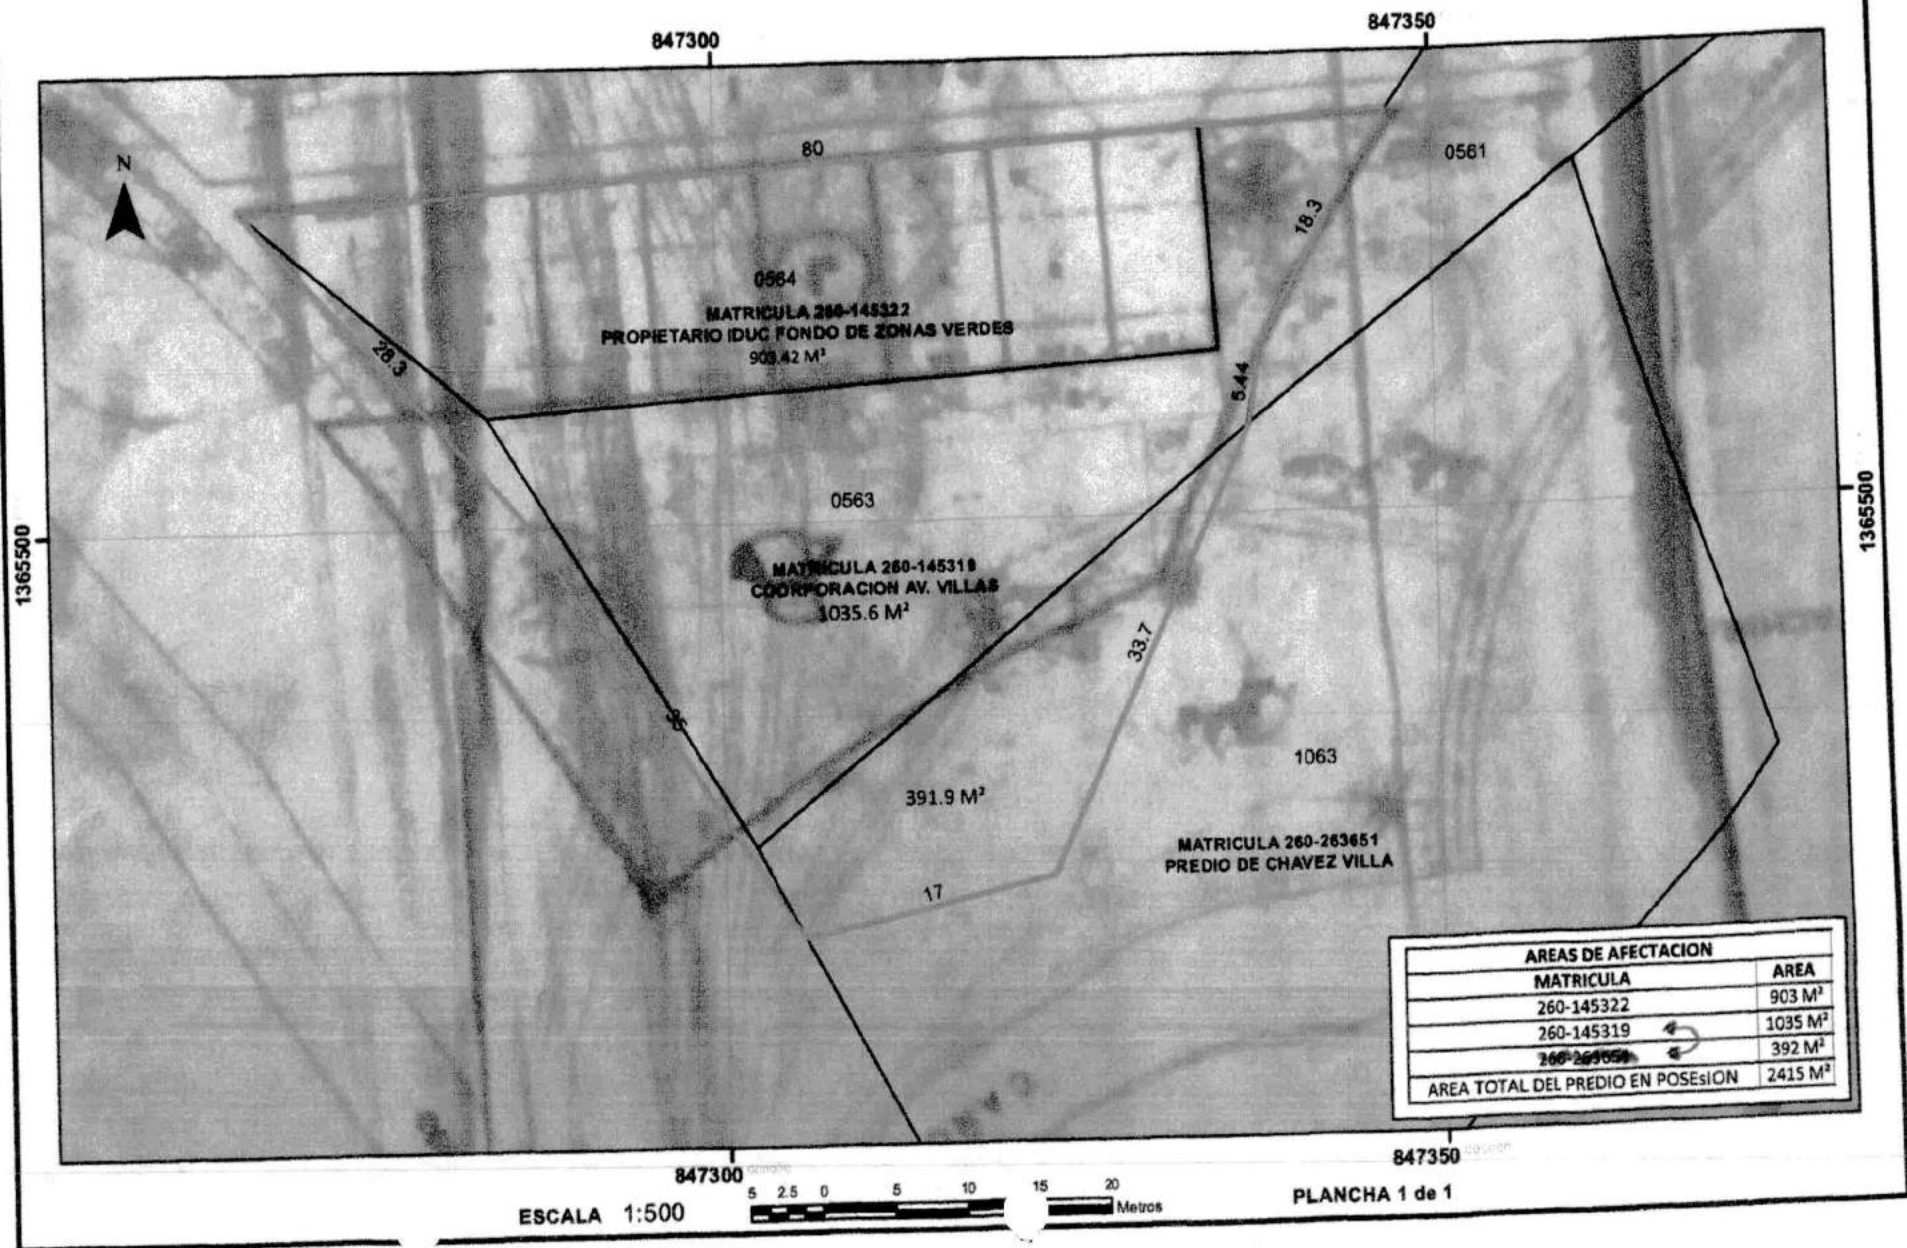 847300
847350
N
80
0561
18.3
0564
MATRICULA 260-145322
PROPIETARIO IDUC FONDO DE ZONAS VERDES
903.42 M²
28.3
5.44
0563
1365500
1365500
MATRICULA 260-145319
COORPORACION AV. VILLAS
1035.6 M²
33.7
1063
391.9 M²
MATRICULA 260-263651
PREDIO DE CHAVEZ VILLA
17
AREAS DE AFECTACION
MATRICULA AREA
260-145322 903 M²
260-145319 1035 M²
392 M²
AREA TOTAL DEL PREDIO EN POSEsION 2415 M²
847300
847350
ESCALA 1:500
5 2.5 0 5 10 15 20
Metros
PLANCHA 1 de 1